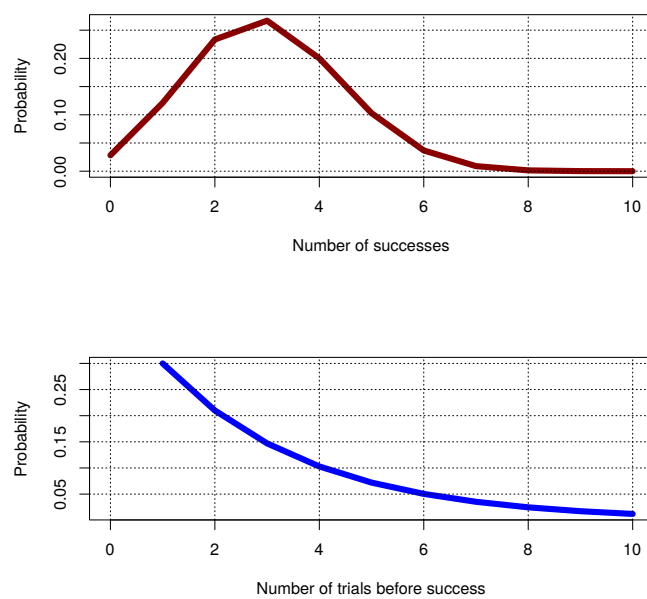 Probability
0.20
0.10
0.00
0 2 4 6 8 10
Number of successes
Probability
0.25
0.15
0.05
0 2 4 6 8 10
Number of trials before success